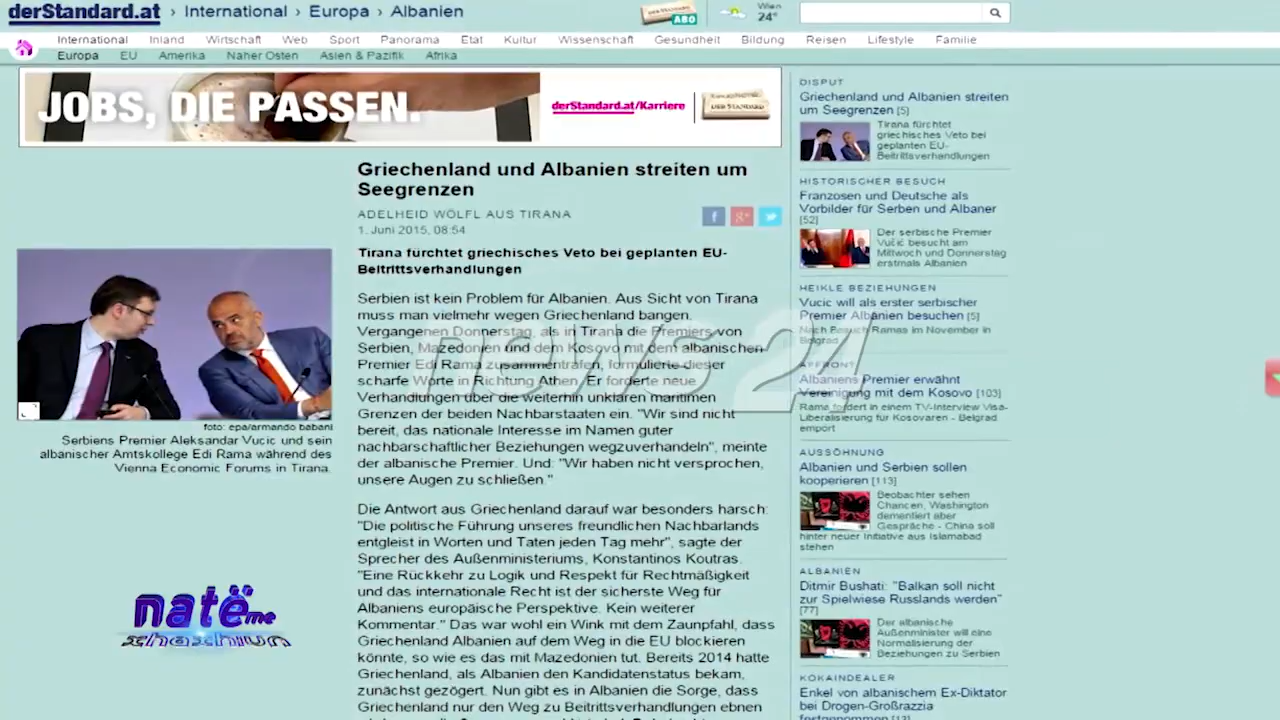 derStandard.at › International › Europa › Albanien
DER STANDARD
ABO
Wien
24°
International Inland Wirtschaft Web Sport Panorama Etat Kultur Wissenschaft Gesundheit Bildung Reisen Lifestyle Familie
Europa EU Amerika Naher Osten Asien & Pazifik Afrika
JOBS, DIE PASSEN.
derStandard.at/Karriere
DER STANDARD
Griechenland und Albanien streiten um
Seegrenzen
ADELHEID WÖLFL AUS TIRANA
1. Juni 2015, 08:54
Tirana fürchtet griechisches Veto bei geplanten EU-
Beitrittsverhandlungen
foto: epa/armando babani
Serbiens Premier Aleksandar Vucic und sein
albanischer Amtskollege Edi Rama während des
Vienna Economic Forums in Tirana.
Serbien ist kein Problem für Albanien. Aus Sicht von Tirana
muss man vielmehr wegen Griechenland bangen.
Vergangenen Donnerstag, als in Tirana die Premiers von
Serbien, Mazedonien und dem Kosovo mit dem albanischen
Premier Edi Rama zusammentrafen, formulierte dieser
scharfe Worte in Richtung Athen. Er forderte neue
Verhandlungen über die weiterhin unklaren maritimen
Grenzen der beiden Nachbarstaaten ein. "Wir sind nicht
bereit, das nationale Interesse im Namen guter
nachbarschaftlicher Beziehungen wegzuverhandeln", meinte
der albanische Premier. Und: "Wir haben nicht versprochen,
unsere Augen zu schließen."
Die Antwort aus Griechenland darauf war besonders harsch:
"Die politische Führung unseres freundlichen Nachbarlands
entgleist in Worten und Taten jeden Tag mehr", sagte der
Sprecher des Außenministeriums, Konstantinos Koutras.
"Eine Rückkehr zu Logik und Respekt für Rechtmäßigkeit
und das internationale Recht ist der sicherste Weg für
Albaniens europäische Perspektive. Kein weiterer
Kommentar." Das war wohl ein Wink mit dem Zaunpfahl, dass
Griechenland Albanien auf dem Weg in die EU blockieren
könnte, so wie es das mit Mazedonien tut. Bereits 2014 hatte
Griechenland, als Albanien den Kandidatenstatus bekam,
zunächst gezögert. Nun gibt es in Albanien die Sorge, dass
Griechenland nur den Weg zu Beitrittsverhandlungen ebnen
news 24
natë me
xhaxhiun
DISPUT
Griechenland und Albanien streiten
um Seegrenzen [5]
Tirana fürchtet
griechisches Veto bei
geplanten EU-
Beitrittsverhandlungen
HISTORISCHER BESUCH
Franzosen und Deutsche als
Vorbilder für Serben und Albaner
[52]
Der serbische Premier
Vučić besucht am
Mittwoch und Donnerstag
erstmals Albanien
HEIKLE BEZIEHUNGEN
Vucic will als erster serbischer
Premier Albanien besuchen [5]
Nach Besuch Ramas im November in
Belgrad
AFFRONT
Albaniens Premier erwähnt
Vereinigung mit dem Kosovo [103]
Rama fordert in einem TV-Interview Visa-
Liberalisierung für Kosovaren - Belgrad
empört
AUSSÖHNUNG
Albanien und Serbien sollen
kooperieren [113]
Beobachter sehen
Chancen, Washington
dementiert aber
Gespräche - China soll
hinter neuer Initiative aus Islamabad
stehen
ALBANIEN
Ditmir Bushati: "Balkan soll nicht
zur Spielwiese Russlands werden"
[77]
Der albanische
Außenminister will eine
Normalisierung der
Beziehungen zu Serbien
KOKAINDEALER
Enkel von albanischem Ex-Diktator
bei Drogen-Großrazzia
festgenommen [13]